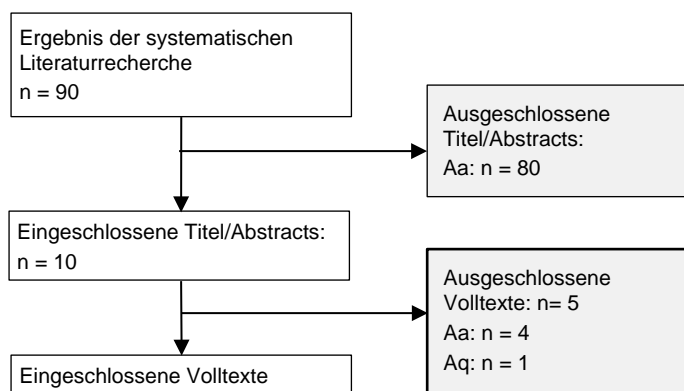 Ergebnis der systematischen
Literaturrecherche
n = 90
Ausgeschlossene
Titel/Abstracts:
Aa: n = 80
Eingeschlossene Titel/Abstracts:
n = 10
Ausgeschlossene
Volltexte: n= 5
Aa: n = 4
Aq: n = 1
Eingeschlossene Volltexte